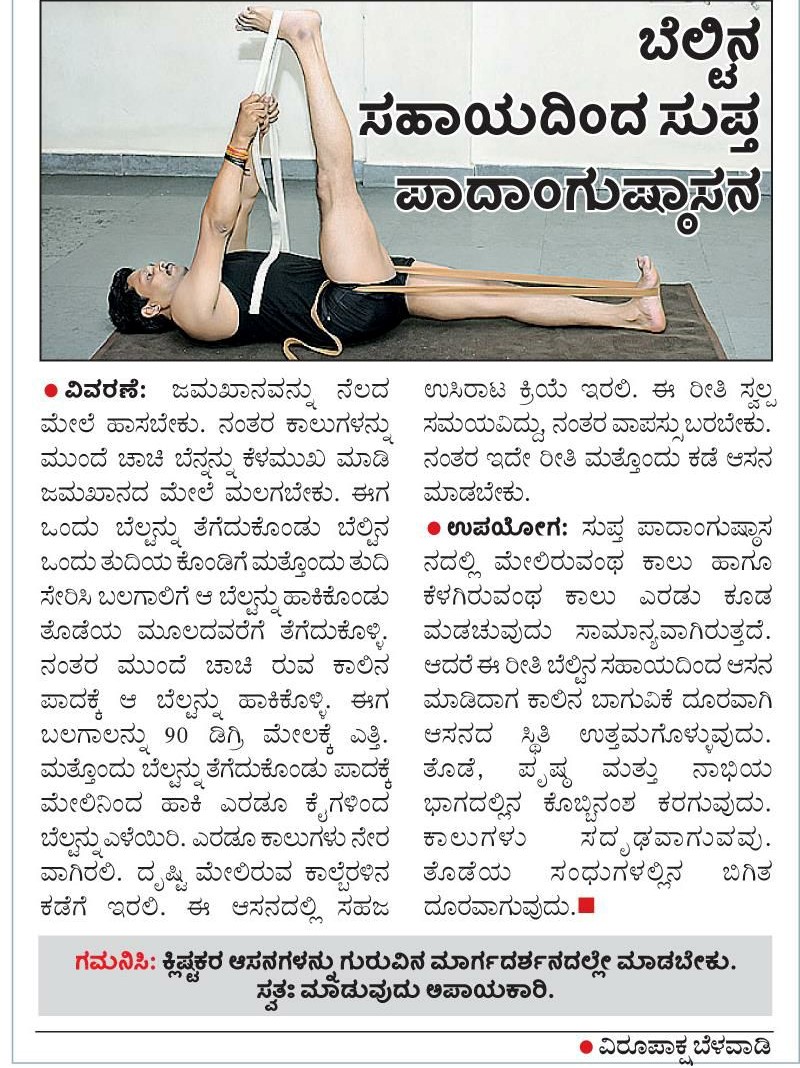 ಬೆಲ್ಟಿನ
ಸಹಾಯದಿಂದ ಸುಪ್ತ
ಪಾದಾಂಗುಷ್ಠಾಸನ
● ವಿವರಣೆ: ಜಮಖಾನವನ್ನು ನೆಲದ
ಮೇಲೆ ಹಾಸಬೇಕು. ನಂತರ ಕಾಲುಗಳನ್ನು
ಮುಂದೆ ಚಾಚಿ ಬೆನ್ನನ್ನು ಕೆಳಮುಖಿ ಮಾಡಿ
ಜಮಖಾನದ ಮೇಲೆ ಮಲಗಬೇಕು. ಈಗ
ಒಂದು ಬೆಲ್ಟನ್ನು ತೆಗೆದುಕೊಂಡು ಬೆಲ್ಟಿನ
ಒಂದು ತುದಿಯ ಕೊಂಡಿಗೆ ಮತ್ತೊಂದು ತುದಿ
ಸೇರಿಸಿ ಬಲಗಾಲಿಗೆ ಆ ಬೆಲ್ಟನ್ನು ಹಾಕಿಕೊಂಡು
ತೊಡೆಯ ಮೂಲದವರೆಗೆ ತೆಗೆದುಕೊಳ್ಳಿ.
ನಂತರ ಮುಂದೆ ಚಾಚಿ ರುವ ಕಾಲಿನ
ಪಾದಕ್ಕೆ ಆ ಬೆಲ್ಟನ್ನು ಹಾಕಿಕೊಳ್ಳಿ. ಈಗ
ಬಲಗಾಲನ್ನು 90 ಡಿಗ್ರಿ ಮೇಲಕ್ಕೆ ಎತ್ತಿ.
ಮತ್ತೊಂದು ಬೆಲ್ಟನ್ನು ತೆಗೆದುಕೊಂಡು ಪಾದಕ್ಕೆ
ಮೇಲಿನಿಂದ ಹಾಕಿ ಎರಡೂ ಕೈಗಳಿಂದ
ಬೆಲ್ಟನ್ನು ಎಳೆಯಿರಿ. ಎರಡೂ ಕಾಲುಗಳು ನೇರ
ವಾಗಿರಲಿ. ದೃಷ್ಟಿ ಮೇಲಿರುವ ಕಾಲ್ಬೆರಳಿನ
ಕಡೆಗೆ ಇರಲಿ. ಈ ಆಸನದಲ್ಲಿ ಸಹಜ
ಉಸಿರಾಟ ಕ್ರಿಯೆ ಇರಲಿ. ಈ ರೀತಿ ಸ್ವಲ್ಪ
ಸಮಯವಿದ್ದು, ನಂತರ ವಾಪಸ್ಸು ಬರಬೇಕು.
ನಂತರ ಇದೇ ರೀತಿ ಮತ್ತೊಂದು ಕಡೆ ಆಸನ
ಮಾಡಬೇಕು.
● ಉಪಯೋಗ: ಸುಪ್ತ ಪಾದಾಂಗುಷ್ಠಾಸ
ನದಲ್ಲಿ ಮೇಲಿರುವಂಥ ಕಾಲು ಹಾಗೂ
ಕೆಳಗಿರುವಂಥ ಕಾಲು ಎರಡು ಕೂಡ
ಮಡಚುವುದು ಸಾಮಾನ್ಯವಾಗಿರುತ್ತದೆ.
ಆದರೆ ಈ ರೀತಿ ಬೆಲ್ಟಿನ ಸಹಾಯದಿಂದ ಆಸನ
ಮಾಡಿದಾಗ ಕಾಲಿನ ಬಾಗುವಿಕೆ ದೂರವಾಗಿ
ಆಸನದ ಸ್ಥಿತಿ ಉತ್ತಮಗೊಳ್ಳುವುದು.
ತೊಡೆ, ಪೃಷ್ಠ ಮತ್ತು ನಾಭಿಯ
ಭಾಗದಲ್ಲಿನ ಕೊಬ್ಬಿನಂಶ ಕರಗುವುದು.
ಕಾಲುಗಳು ಸದೃಢವಾಗುವವು.
ತೊಡೆಯ ಸಂಧುಗಳಲ್ಲಿನ ಬಿಗಿತ
ದೂರವಾಗುವುದು.■
ಗಮನಿಸಿ: ಕ್ಲಿಷ್ಟಕರ ಆಸನಗಳನ್ನು ಗುರುವಿನ ಮಾರ್ಗದರ್ಶನದಲ್ಲೇ ಮಾಡಬೇಕು.
ಸ್ವತಃ ಮಾಡುವುದು ಅಪಾಯಕಾರಿ.
● ವಿರೂಪಾಕ್ಷ ಬೆಳವಾಡಿ